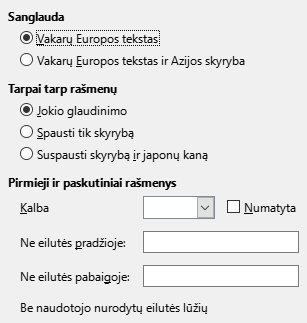 Sanglauda
Vakarų Europos tekstas
Vakarų Europos tekstas ir Azijos skyryba
Tarpai tarp rašmenų
Jokio glaudinimo
Spausti tik skyrybą
Suspausti skyrybą ir japonų kaną
Pirmieji ir paskutiniai rašmenys
Kalba
Numatyta
Ne eilutės pradžioje:
Ne eilutės pabaigoje:
Be naudotojo nurodytų eilutės lūžių